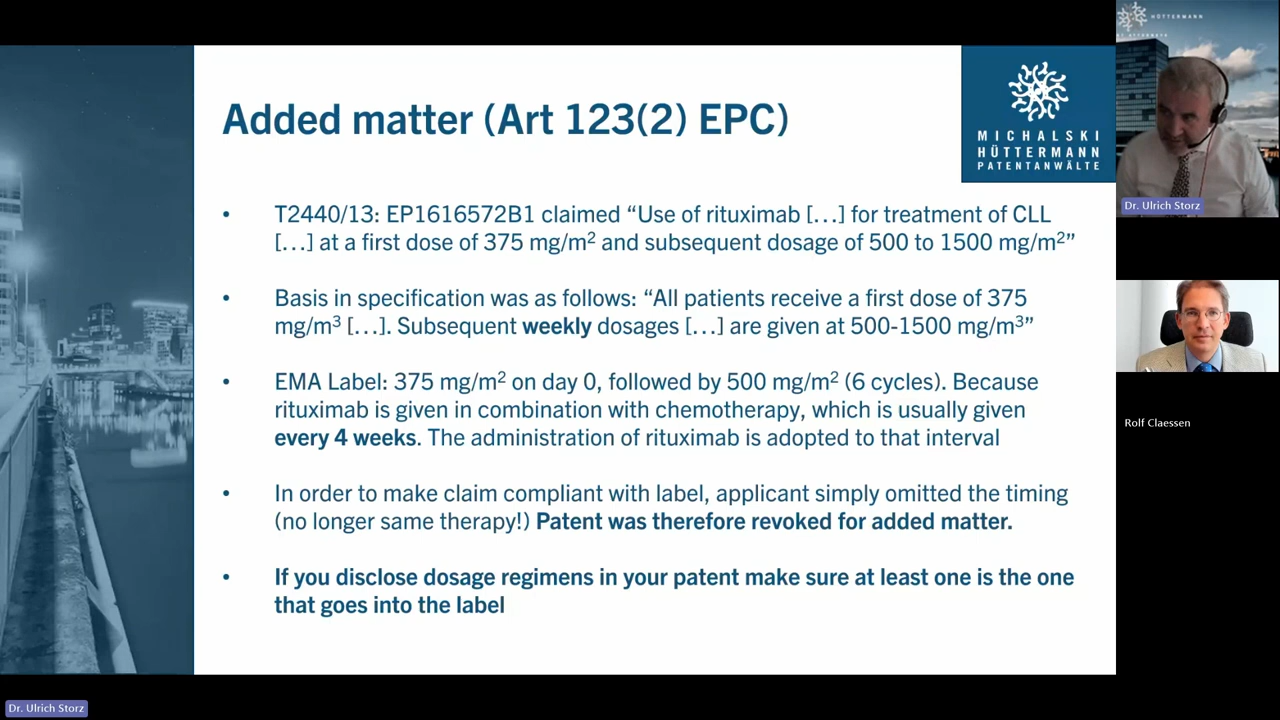 Added matter (Art 123(2) EPC)
MICHALSKI
HÜTTERMANN
PATENTANWÄLTE
• T2440/13: EP1616572B1 claimed “Use of rituximab […] for treatment of CLL
[…] at a first dose of 375 mg/m² and subsequent dosage of 500 to 1500 mg/m²”
• Basis in specification was as follows: “All patients receive a first dose of 375
mg/m³ […]. Subsequent weekly dosages […] are given at 500-1500 mg/m³”
• EMA Label: 375 mg/m² on day 0, followed by 500 mg/m² (6 cycles). Because
rituximab is given in combination with chemotherapy, which is usually given
every 4 weeks. The administration of rituximab is adopted to that interval
• In order to make claim compliant with label, applicant simply omitted the timing
(no longer same therapy!) Patent was therefore revoked for added matter.
• If you disclose dosage regimens in your patent make sure at least one is the one
that goes into the label
HÜTTERMANN
Dr. Ulrich Storz
Rolf Claessen
Dr. Ulrich Storz